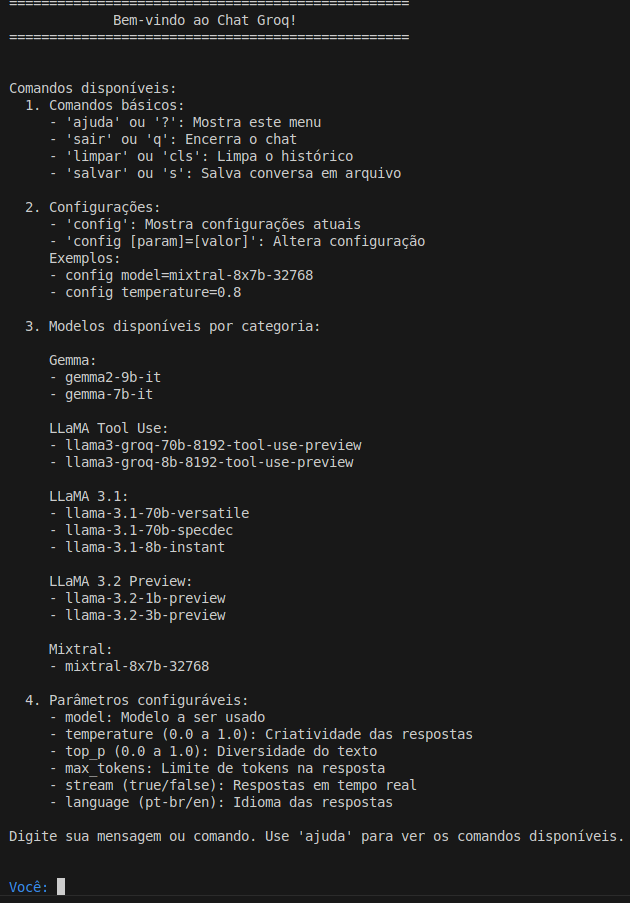 ==================================================
Bem-vindo ao Chat Groq!
==================================================
Comandos disponíveis:
1. Comandos básicos:
- 'ajuda' ou '?': Mostra este menu
- 'sair' ou 'q': Encerra o chat
- 'limpar' ou 'cls': Limpa o histórico
- 'salvar' ou 's': Salva conversa em arquivo
2. Configurações:
- 'config': Mostra configurações atuais
- 'config [param]=[valor]': Altera configuração
Exemplos:
- config model=mixtral-8x7b-32768
- config temperature=0.8
3. Modelos disponíveis por categoria:
Gemma:
- gemma2-9b-it
- gemma-7b-it
LLaMA Tool Use:
- llama3-groq-70b-8192-tool-use-preview
- llama3-groq-8b-8192-tool-use-preview
LLaMA 3.1:
- llama-3.1-70b-versatile
- llama-3.1-70b-specdec
- llama-3.1-8b-instant
LLaMA 3.2 Preview:
- llama-3.2-1b-preview
- llama-3.2-3b-preview
Mixtral:
- mixtral-8x7b-32768
4. Parâmetros configuráveis:
- model: Modelo a ser usado
- temperature (0.0 a 1.0): Criatividade das respostas
- top_p (0.0 a 1.0): Diversidade do texto
- max_tokens: Limite de tokens na resposta
- stream (true/false): Respostas em tempo real
- language (pt-br/en): Idioma das respostas
Digite sua mensagem ou comando. Use 'ajuda' para ver os comandos disponíveis.
Você: